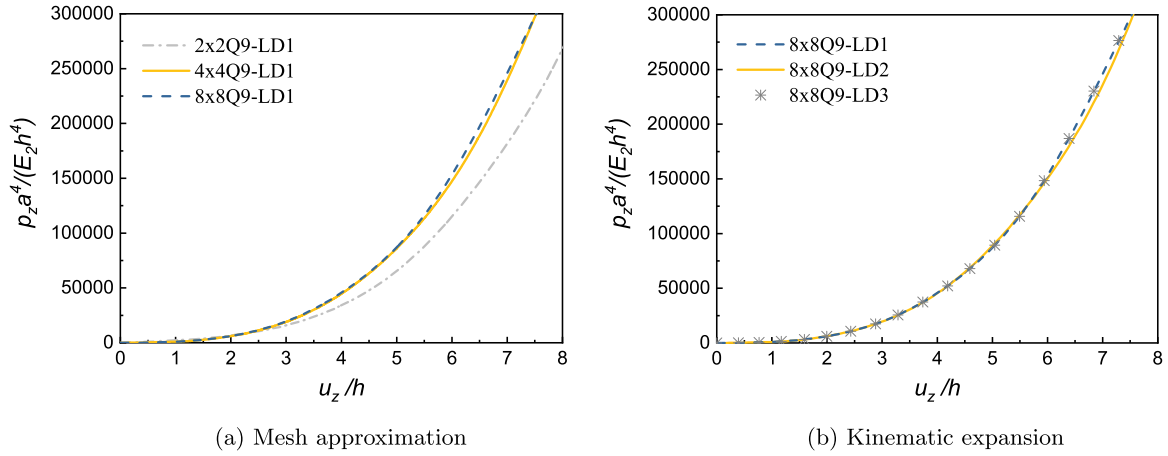 300000
250000
200000
150000
100000
50000
0
p_z a^4/(E_2 h^4)
2x2Q9-LD1
4x4Q9-LD1
8x8Q9-LD1
0 1 2 3 4 5 6 7 8
u_z /h
(a) Mesh approximation
300000
250000
200000
150000
100000
50000
0
p_z a^4/(E_2 h^4)
8x8Q9-LD1
8x8Q9-LD2
8x8Q9-LD3
0 1 2 3 4 5 6 7 8
u_z /h
(b) Kinematic expansion